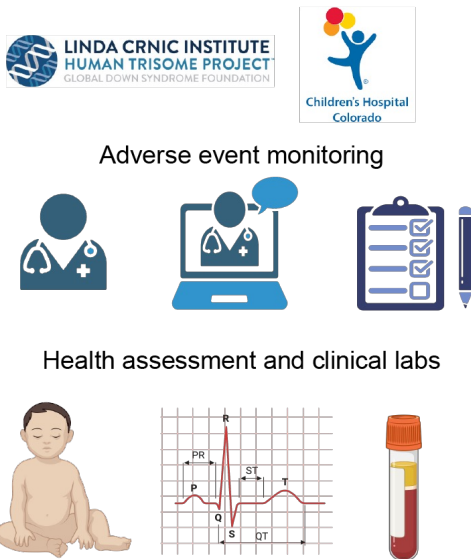 LINDA CRNIC INSTITUTE
HUMAN TRISOME PROJECT
GLOBAL DOWN SYNDROME FOUNDATION
Children's Hospital
Colorado
Adverse event monitoring
Health assessment and clinical labs
R
PR
ST
P
T
Q
S
QT